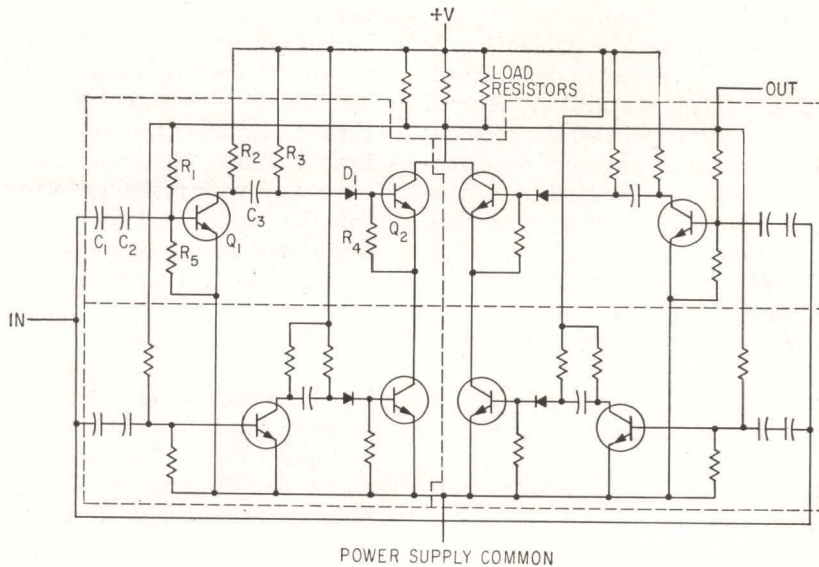 +V
LOAD
RESISTORS
OUT
R1
R2
R3
D1
C3
R4
Q2
C1
C2
Q1
R5
IN
POWER SUPPLY COMMON